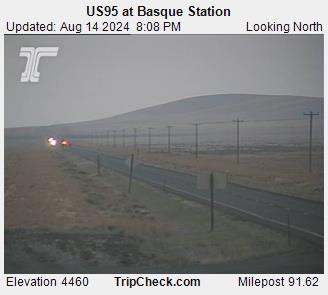 US95 at Basque Station
Updated: Aug 14 2024 8:08 PM Looking North
Elevation 4460 TripCheck.com Milepost 91.62